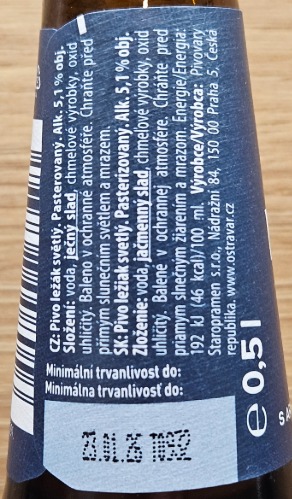 CZ: Pivo ležák světlý. Pasterovaný. Alk. 5,1 % obj.
Složení: voda, ječný slad, chmelové výrobky, oxid
uhličitý. Baleno v ochranné atmosféře. Chraňte před
přímým slunečním světlem a mrazem.
SK: Pivo ležiak svetlý. Pasterizovaný. Alk. 5,1 % obj.
Zloženie: voda, jačmenný slad, chmeľové výrobky, oxid
uhličitý. Balené v ochrannej atmosfére. Chráňte pred
priamym slnečným žiarením a mrazom. Energie/Energia:
192 kJ (46 kcal)/100 ml. Výrobce/Výrobca: Pivovary
Staropramen s.r.o., Nádražní 84, 150 00 Praha 5, Česká
republika. www.ostravar.cz
Minimální trvanlivost do:
Minimálna trvanlivosť do:
23.01.26 T0932
℮ 0,5 l